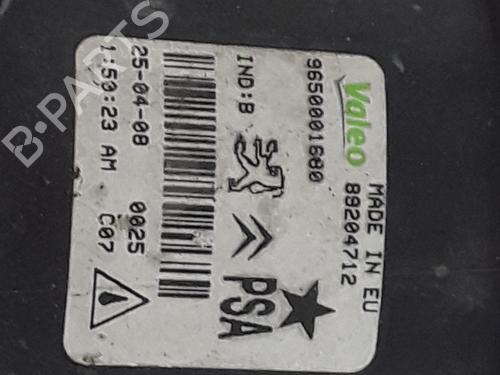 Valeo MADE IN EU
9650001680 89204712
IND:B
PSA
25-04-08 0025
1:50:23 AM C07
B-PARTS